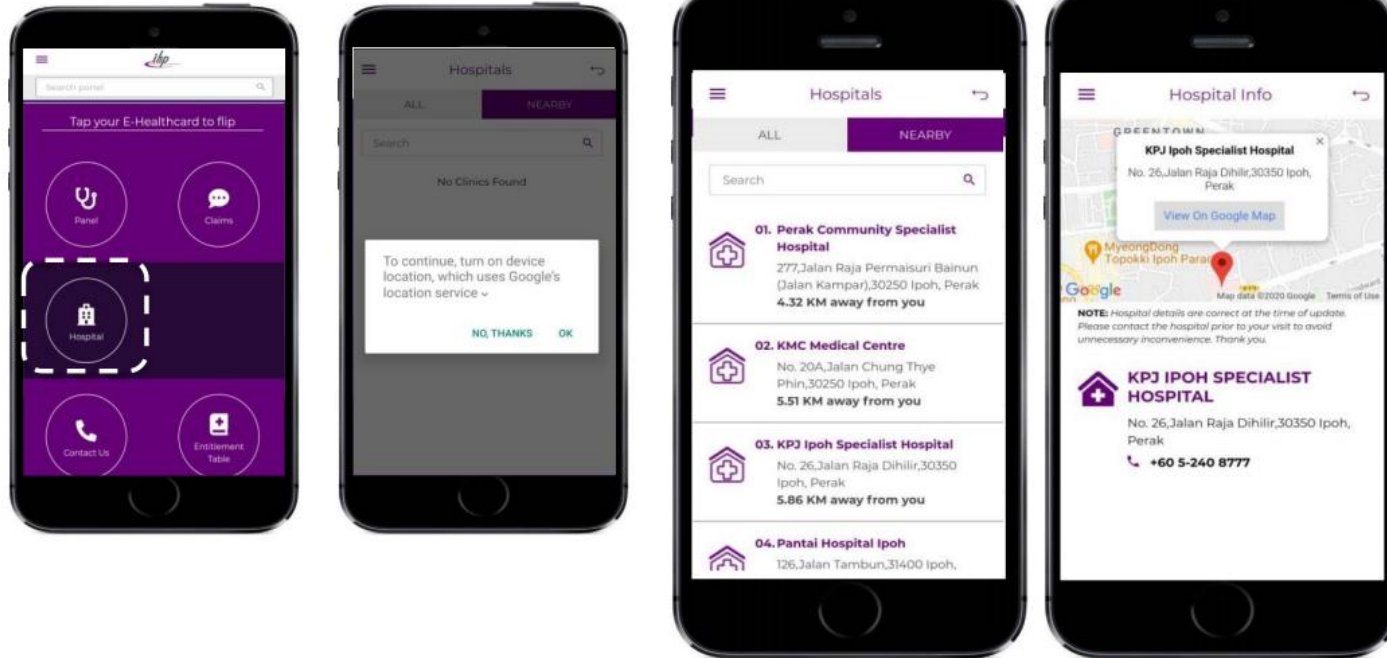 ihp
Search panel
Tap your E-Healthcard to flip
Panel
Claims
Hospital
Contact Us
Entitlement
Table
Hospitals
ALL
NEARBY
Search
No Clinics Found
To continue, turn on device
location, which uses Google's
location service
NO, THANKS
OK
Hospitals
ALL
NEARBY
Search
01. Perak Community Specialist
Hospital
277,Jalan Raja Permaisuri Bainun
(Jalan Kampar),30250 Ipoh, Perak
4.32 KM away from you
02. KMC Medical Centre
No. 20A,Jalan Chung Thye
Phin,30250 Ipoh, Perak
5.51 KM away from you
03. KPJ Ipoh Specialist Hospital
No. 26,Jalan Raja Dihilir,30350
Ipoh, Perak
5.86 KM away from you
04. Pantai Hospital Ipoh
126,Jalan Tambun,31400 Ipoh,
Hospital Info
GREENTOWN
KPJ Ipoh Specialist Hospital
No. 26,Jalan Raja Dihilir,30350 Ipoh,
Perak
View On Google Map
MyeongDong
Topokki Ipoh Parad
Google
Map data ©2020 Google
Terms of Use
NOTE: Hospital details are correct at the time of update.
Please contact the hospital prior to your visit to avoid
unnecessary inconvenience. Thank you.
KPJ IPOH SPECIALIST
HOSPITAL
No. 26,Jalan Raja Dihilir,30350 Ipoh,
Perak
+60 5-240 8777